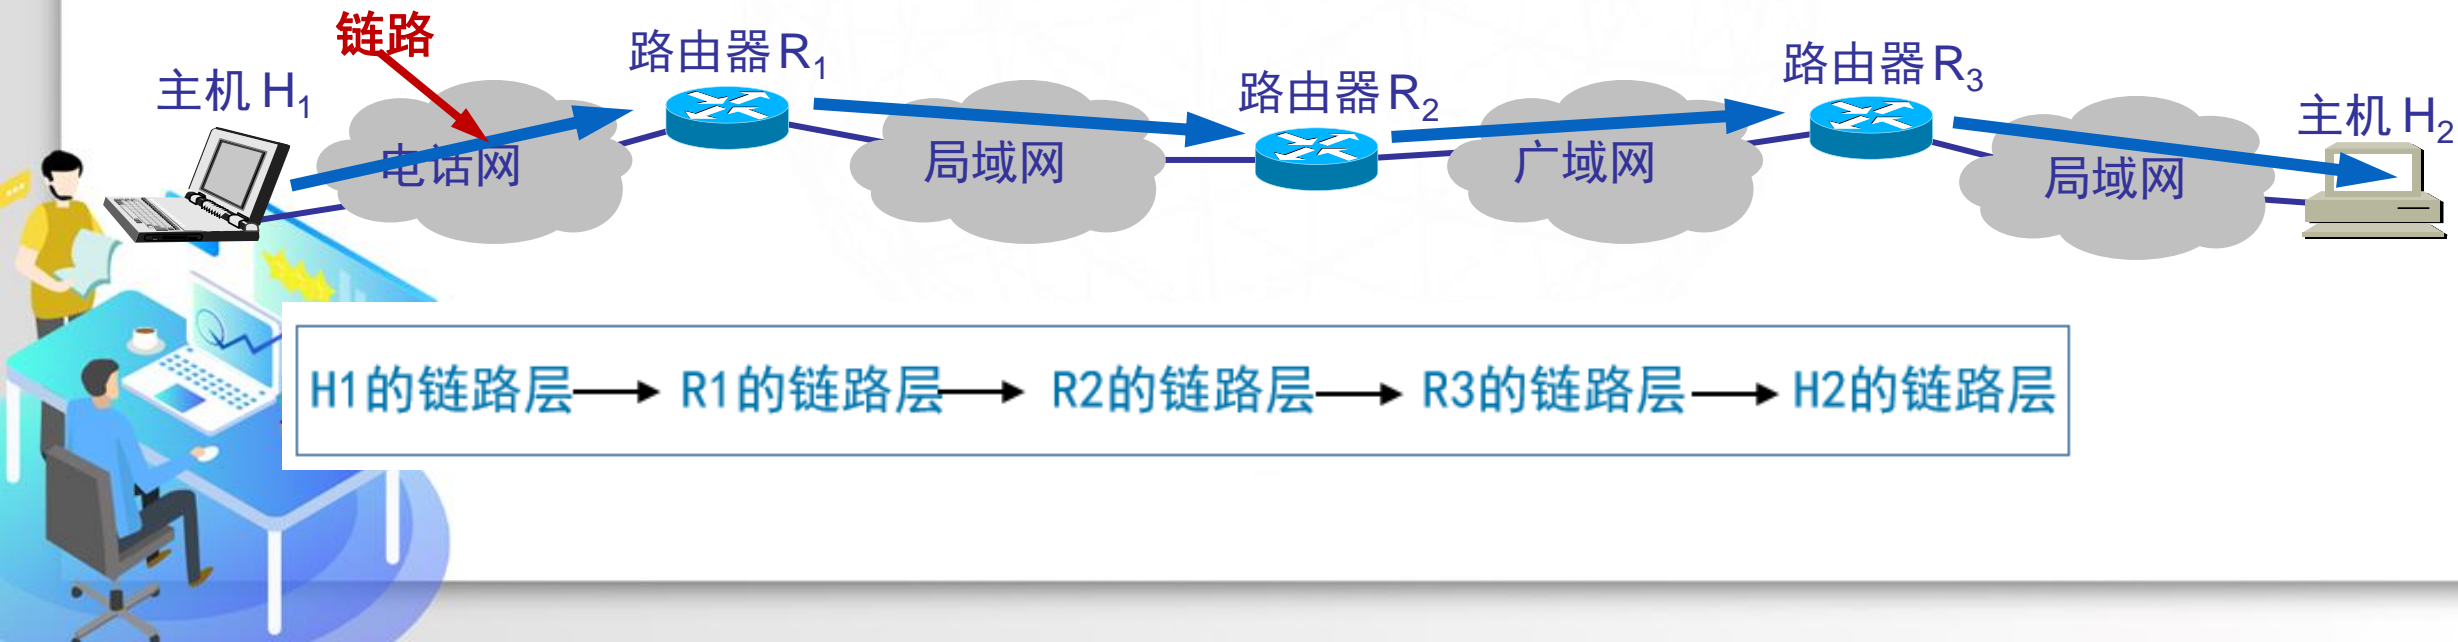 链路
主机 H1
路由器 R1
路由器 R2
路由器 R3
主机 H2
电话网
局域网
广域网
局域网
H1的链路层 → R1的链路层 → R2的链路层 → R3的链路层 → H2的链路层